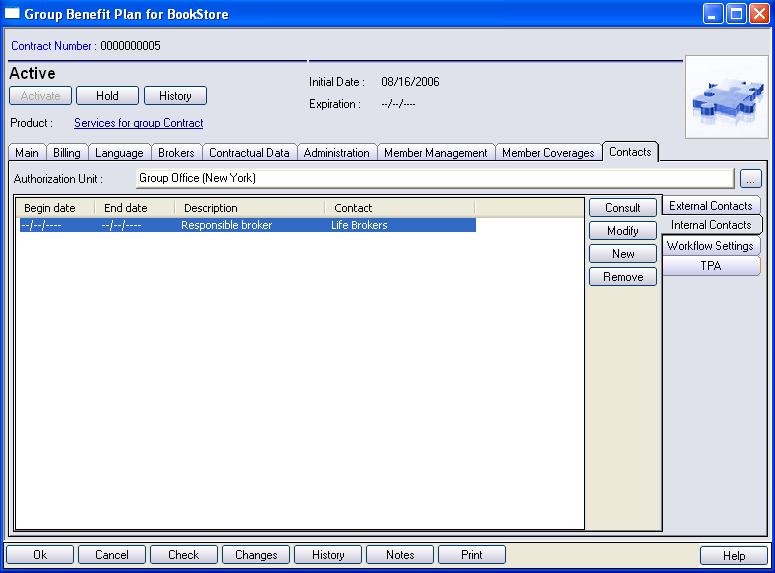 Group Benefit Plan for BookStore
Contract Number : 0000000005
Active
Activate Hold History
Initial Date : 08/16/2006
Expiration : --/--/----
Product : Services for group Contract
Main Billing Language Brokers Contractual Data Administration Member Management Member Coverages Contacts
Authorization Unit : Group Office (New York) ...
Begin date End date Description Contact
--/--/---- --/--/---- Responsible broker Life Brokers
Consult
Modify
New
Remove
External Contacts
Internal Contacts
Workflow Settings
TPA
Ok Cancel Check Changes History Notes Print Help